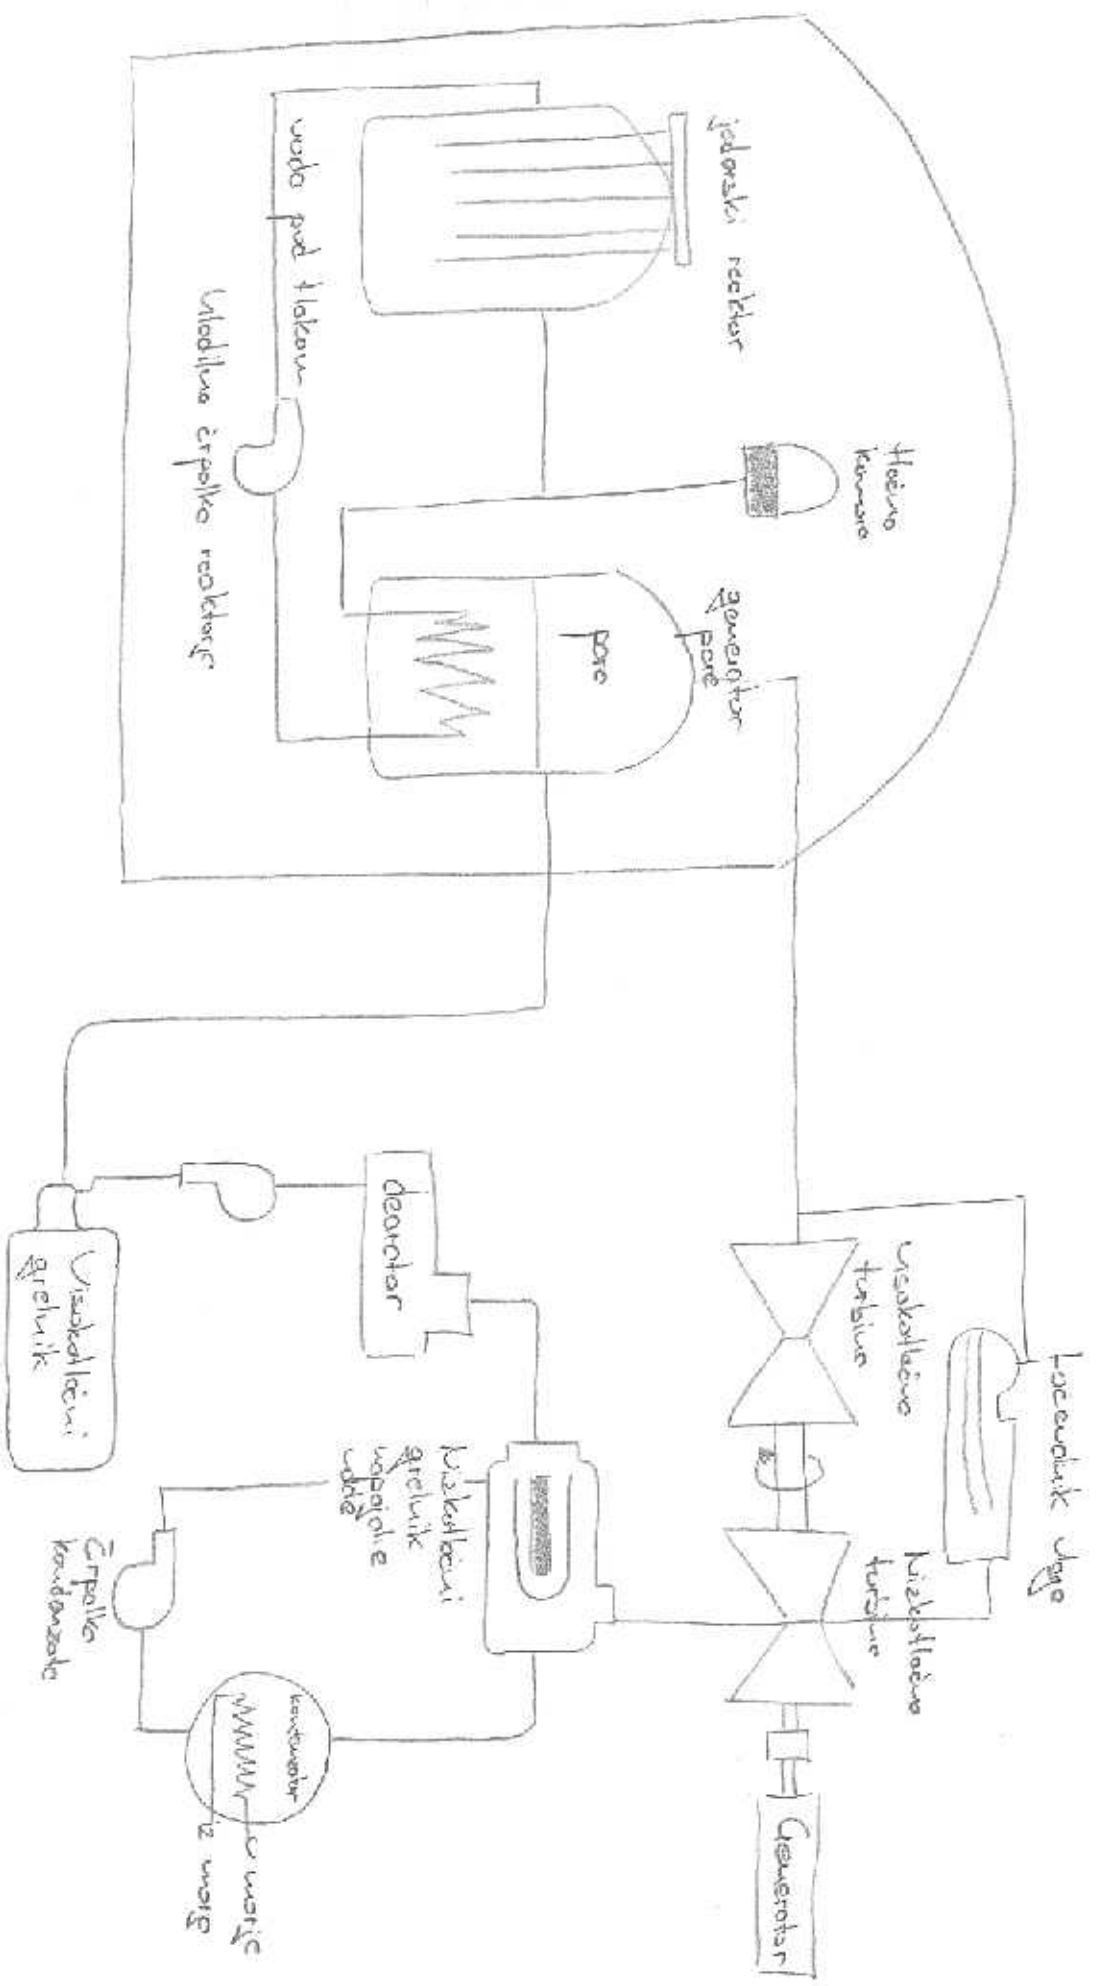 jedrski reaktor
tlačna
komora
generator
pare
para
voda pod tlakom
hladilna črpalka reaktorja
Ločevalnik vlage
visokotlačna
turbina
Nizkotlačna
turbina
Generator
dearator
Nizkotlačni
grelnik
napajalne
vode
Visokotlačni
grelnik
Črpalka
kondenzata
kondenzator
v morje
iz morja